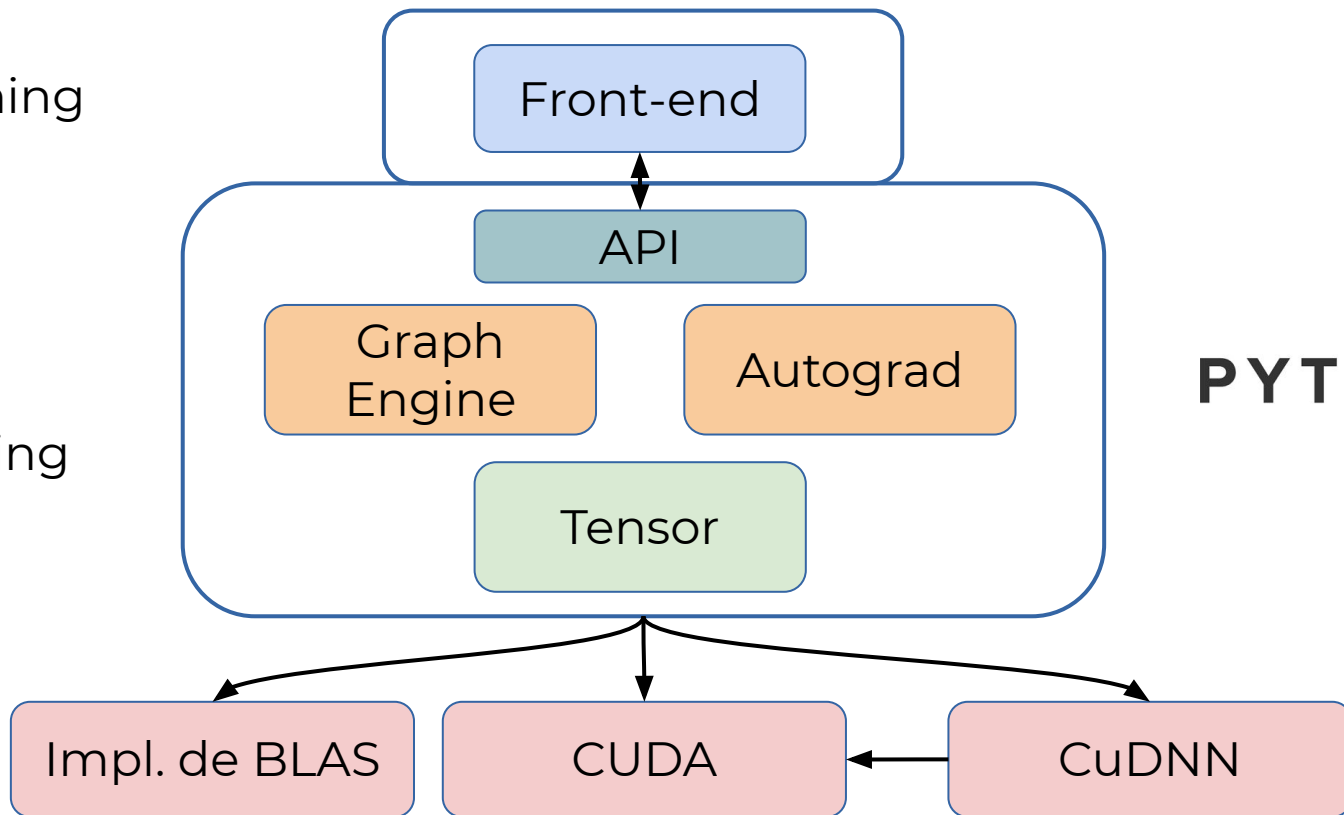 ning
Front-end
API
Graph
Engine
Autograd
PYT
ing
Tensor
Impl. de BLAS
CUDA
CuDNN